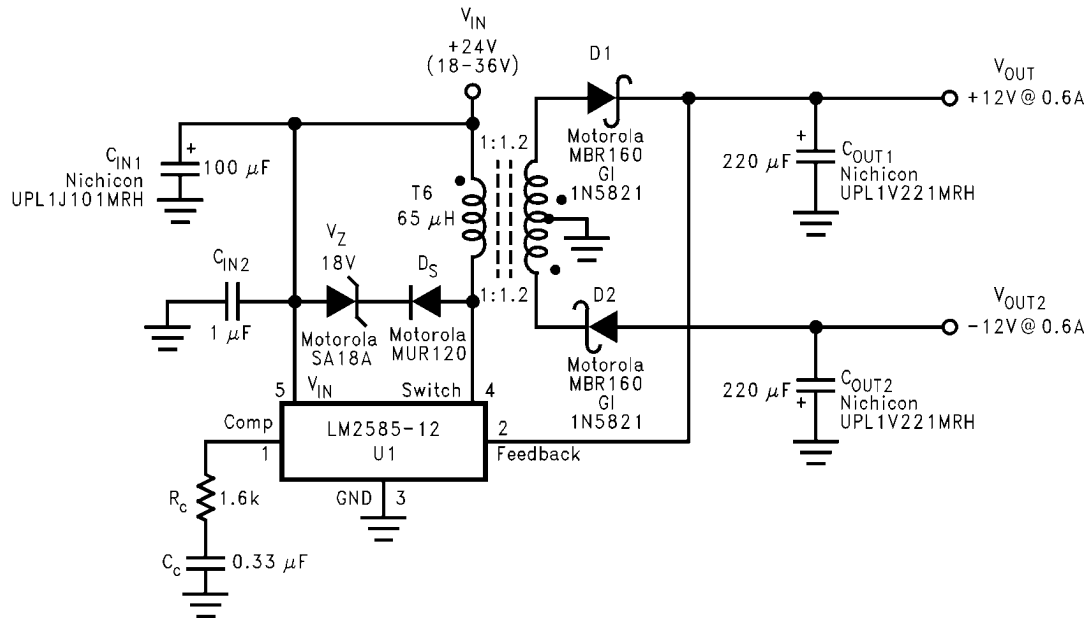 V_IN
+24V
(18-36V)
D1
V_OUT
+12V@0.6A
+
C_IN1
Nichicon
UPL1J101MRH
100 μF
1:1.2
Motorola
MBR160
GI
1N5821
+
220 μF
C_OUT1
Nichicon
UPL1V221MRH
T6
65 μH
V_Z
18V
D_S
C_IN2
1 μF
Motorola
SA18A
Motorola
MUR120
1:1.2
D2
V_OUT2
-12V@0.6A
Motorola
MBR160
GI
1N5821
220 μF
+
C_OUT2
Nichicon
UPL1V221MRH
5
V_IN
Switch
4
Comp
1
LM2585-12
U1
2
Feedback
GND
3
R_c
1.6k
C_c
0.33 μF